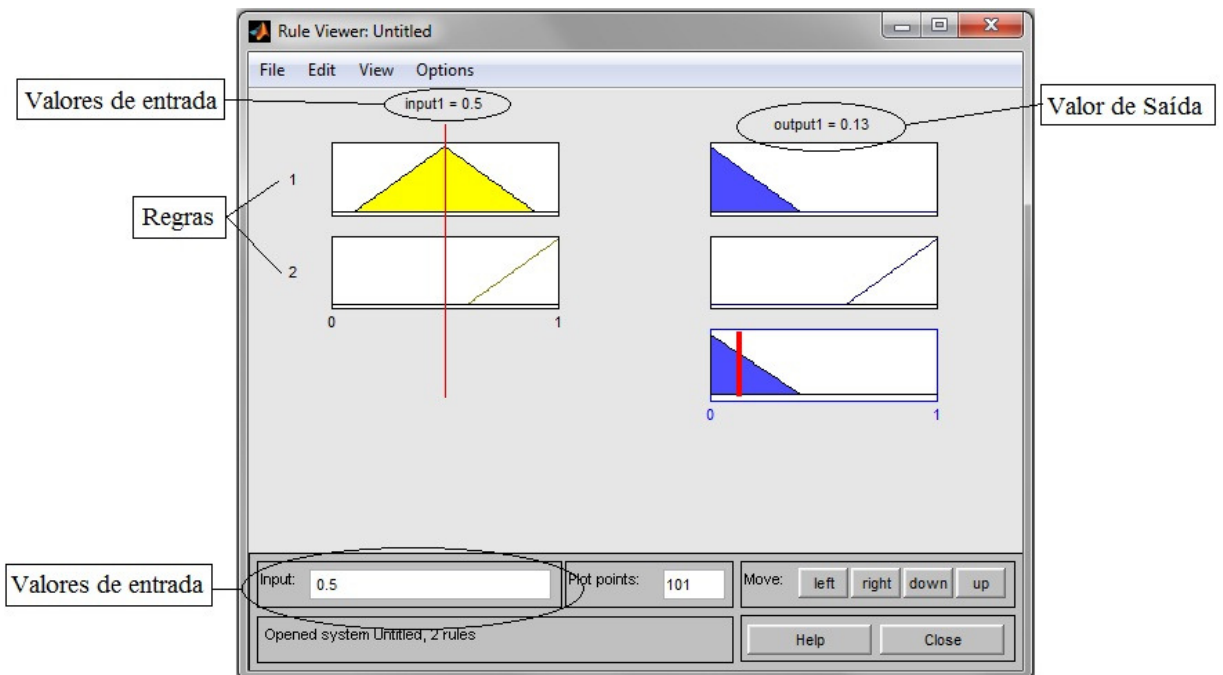 Rule Viewer: Untitled
File Edit View Options
Valores de entrada
input1 = 0.5
output1 = 0.13
Valor de Saída
1
Regras
2
0 1
0 1
Valores de entrada
Input: 0.5
Plot points: 101
Move: left right down up
Opened system Untitled, 2 rules
Help Close